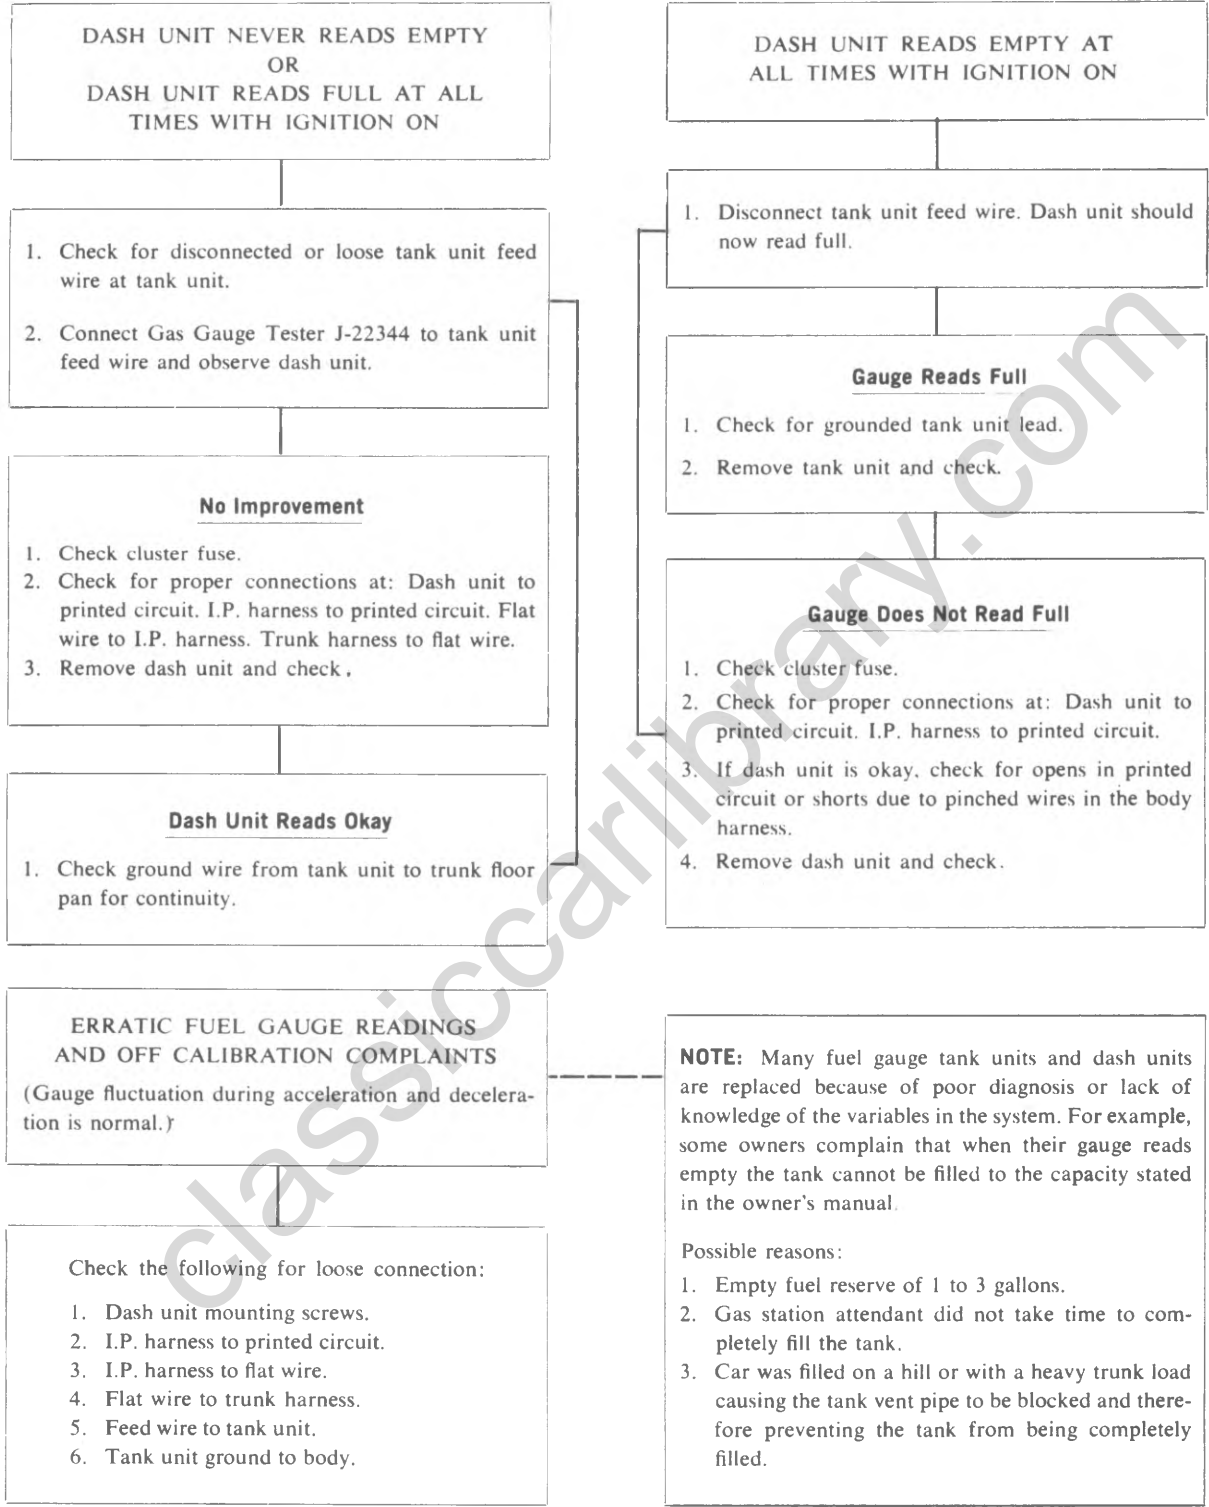 DASH UNIT NEVER READS EMPTY
OR
DASH UNIT READS FULL AT ALL
TIMES WITH IGNITION ON
1. Check for disconnected or loose tank unit feed
wire at tank unit.
2. Connect Gas Gauge Tester J-22344 to tank unit
feed wire and observe dash unit.
No Improvement
1. Check cluster fuse.
2. Check for proper connections at: Dash unit to
printed circuit. I.P. harness to printed circuit. Flat
wire to I.P. harness. Trunk harness to flat wire.
3. Remove dash unit and check.
Dash Unit Reads Okay
1. Check ground wire from tank unit to trunk floor
pan for continuity.
DASH UNIT READS EMPTY AT
ALL TIMES WITH IGNITION ON
1. Disconnect tank unit feed wire. Dash unit should
now read full.
Gauge Reads Full
1. Check for grounded tank unit lead.
2. Remove tank unit and check.
Gauge Does Not Read Full
1. Check cluster fuse.
2. Check for proper connections at: Dash unit to
printed circuit. I.P. harness to printed circuit.
3. If dash unit is okay, check for opens in printed
circuit or shorts due to pinched wires in the body
harness.
4. Remove dash unit and check.
ERRATIC FUEL GAUGE READINGS
AND OFF CALIBRATION COMPLAINTS
(Gauge fluctuation during acceleration and decelera-
tion is normal.)
Check the following for loose connection:
1. Dash unit mounting screws.
2. I.P. harness to printed circuit.
3. I.P. harness to flat wire.
4. Flat wire to trunk harness.
5. Feed wire to tank unit.
6. Tank unit ground to body.
NOTE: Many fuel gauge tank units and dash units
are replaced because of poor diagnosis or lack of
knowledge of the variables in the system. For example,
some owners complain that when their gauge reads
empty the tank cannot be filled to the capacity stated
in the owner's manual.
Possible reasons:
1. Empty fuel reserve of 1 to 3 gallons.
2. Gas station attendant did not take time to com-
pletely fill the tank.
3. Car was filled on a hill or with a heavy trunk load
causing the tank vent pipe to be blocked and there-
fore preventing the tank from being completely
filled.
classiccarlibrary.com